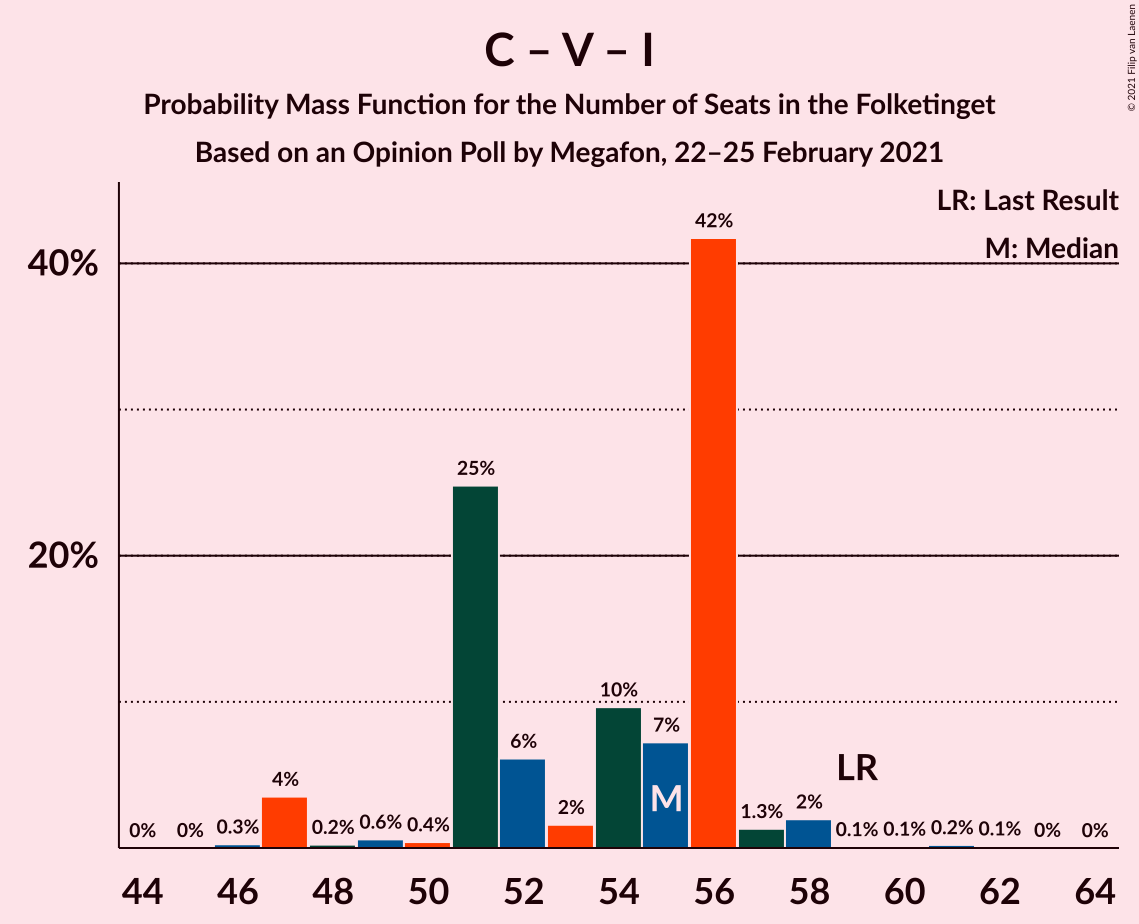 C – V – I
Probability Mass Function for the Number of Seats in the Folketinget
Based on an Opinion Poll by Megafon, 22–25 February 2021
© 2021 Filip van Laenen
LR: Last Result
M: Median
42%
40%
25%
20%
10%
7%
6%
4%
2%
2%
1.3%
LR
M
0% 0% 0.3% 0.2% 0.6% 0.4% 0.1% 0.1% 0.2% 0.1% 0% 0%
44 46 48 50 52 54 56 58 60 62 64